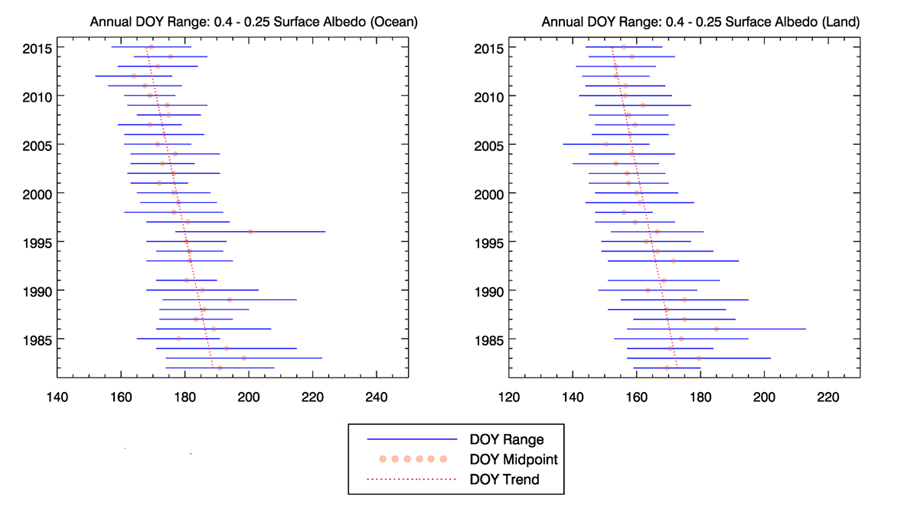 Annual DOY Range: 0.4 - 0.25 Surface Albedo (Ocean)
2015
2010
2005
2000
1995
1990
1985
140 160 180 200 220 240
Annual DOY Range: 0.4 - 0.25 Surface Albedo (Land)
2015
2010
2005
2000
1995
1990
1985
120 140 160 180 200 220
DOY Range
DOY Midpoint
DOY Trend